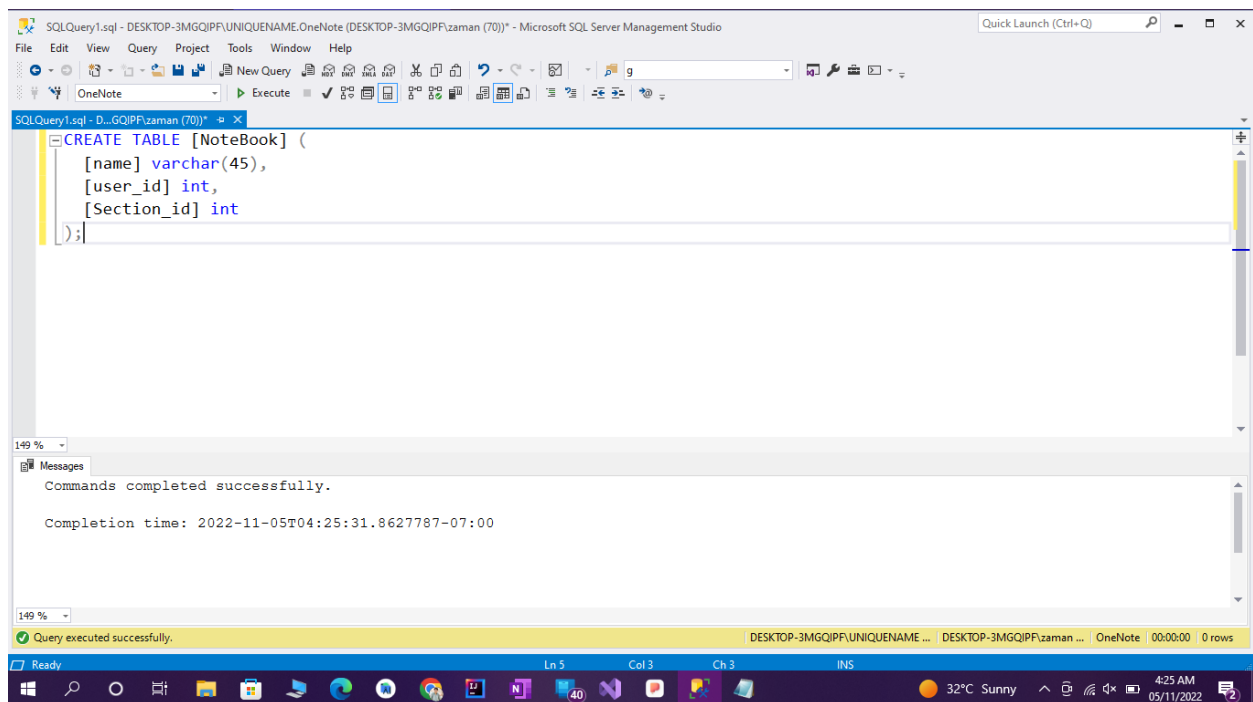 SQLQuery1.sql - DESKTOP-3MGQIPF\UNIQUENAME.OneNote (DESKTOP-3MGQIPF\zaman (70))* - Microsoft SQL Server Management Studio
Quick Launch (Ctrl+Q)
File Edit View Query Project Tools Window Help
New Query MDX DMX XMLA DAX g
OneNote Execute
SQLQuery1.sql - D...GQIPF\zaman (70))*
CREATE TABLE [NoteBook] (
[name] varchar(45),
[user_id] int,
[Section_id] int
);
149 %
Messages
Commands completed successfully.
Completion time: 2022-11-05T04:25:31.8627787-07:00
149 %
Query executed successfully. DESKTOP-3MGQIPF\UNIQUENAME ... DESKTOP-3MGQIPF\zaman ... OneNote 00:00:00 0 rows
Ready Ln 5 Col 3 Ch 3 INS
40 32°C Sunny 4:25 AM
05/11/2022 2